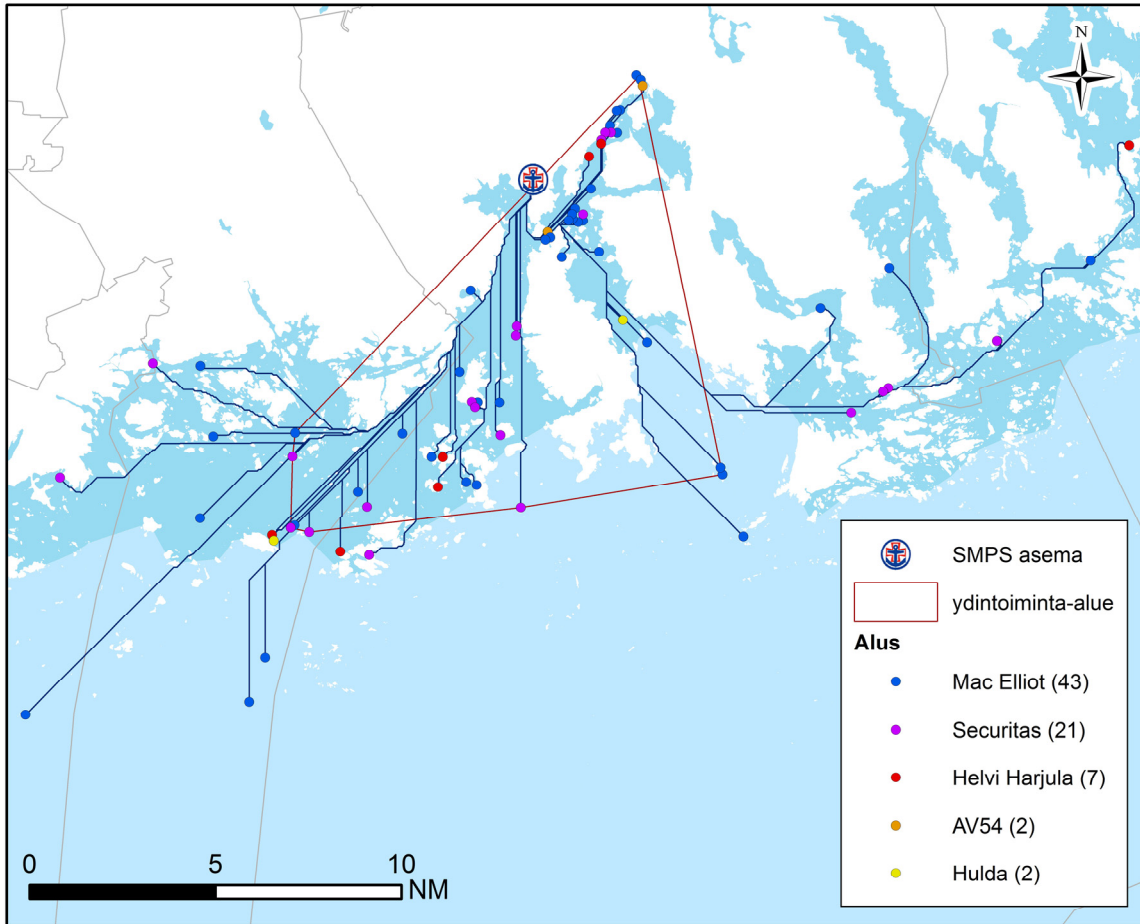 N
SMPS asema
ydintoiminta-alue
Alus
Mac Elliot (43)
Securitas (21)
Helvi Harjula (7)
AV54 (2)
Hulda (2)
0 5 10
NM